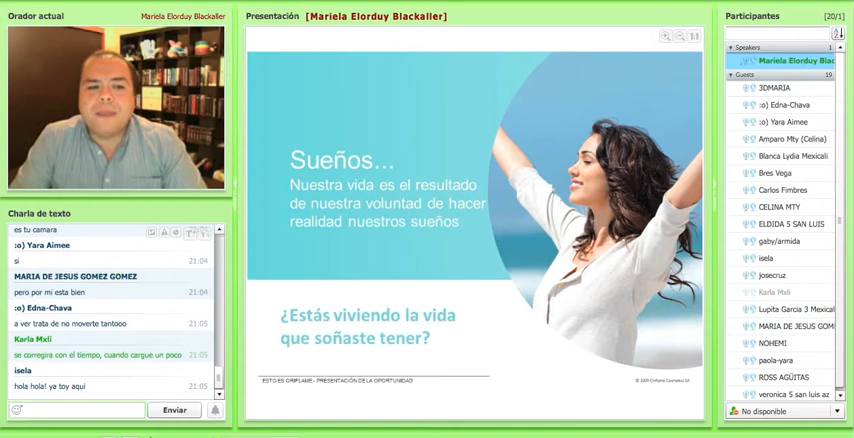 Orador actual
Mariela Elorduy Blackaller
Presentación
[Mariela Elorduy Blackaller]
Participantes
[20/1]
Charla de texto
es tu camara
:o) Yara Aimee
si
21:04
MARIA DE JESUS GOMEZ GOMEZ
pero por mi esta bien
21:04
:o) Edna-Chava
a ver trata de no moverte tantooo
21:05
Karla Mxli
se corregira con el tiempo, cuando cargue un poco
21:05
isela
hola hola! ya toy aqui
21:05
Enviar
1:1
Sueños...
Nuestra vida es el resultado
de nuestra voluntad de hacer
realidad nuestros sueños
¿Estás viviendo la vida
que soñaste tener?
ESTO ES ORIFLAME - PRESENTACIÓN DE LA OPORTUNIDAD
© 2009 Oriflame Cosmetics SA
Speakers
1
Mariela Elorduy Blac
Guests
19
3DMARIA
:o) Edna-Chava
:o) Yara Aimee
Amparo Mty (Celina)
Blanca Lydia Mexicali
Bres Vega
Carlos Fimbres
CELINA MTY
ELDIDA 5 SAN LUIS
gaby/armida
isela
josecruz
Karla Mxli
Lupita Garcia 3 Mexical
MARIA DE JESUS GOM
NOHEMI
paola-yara
ROSS AGÜITAS
veronica 5 san luis az
No disponible